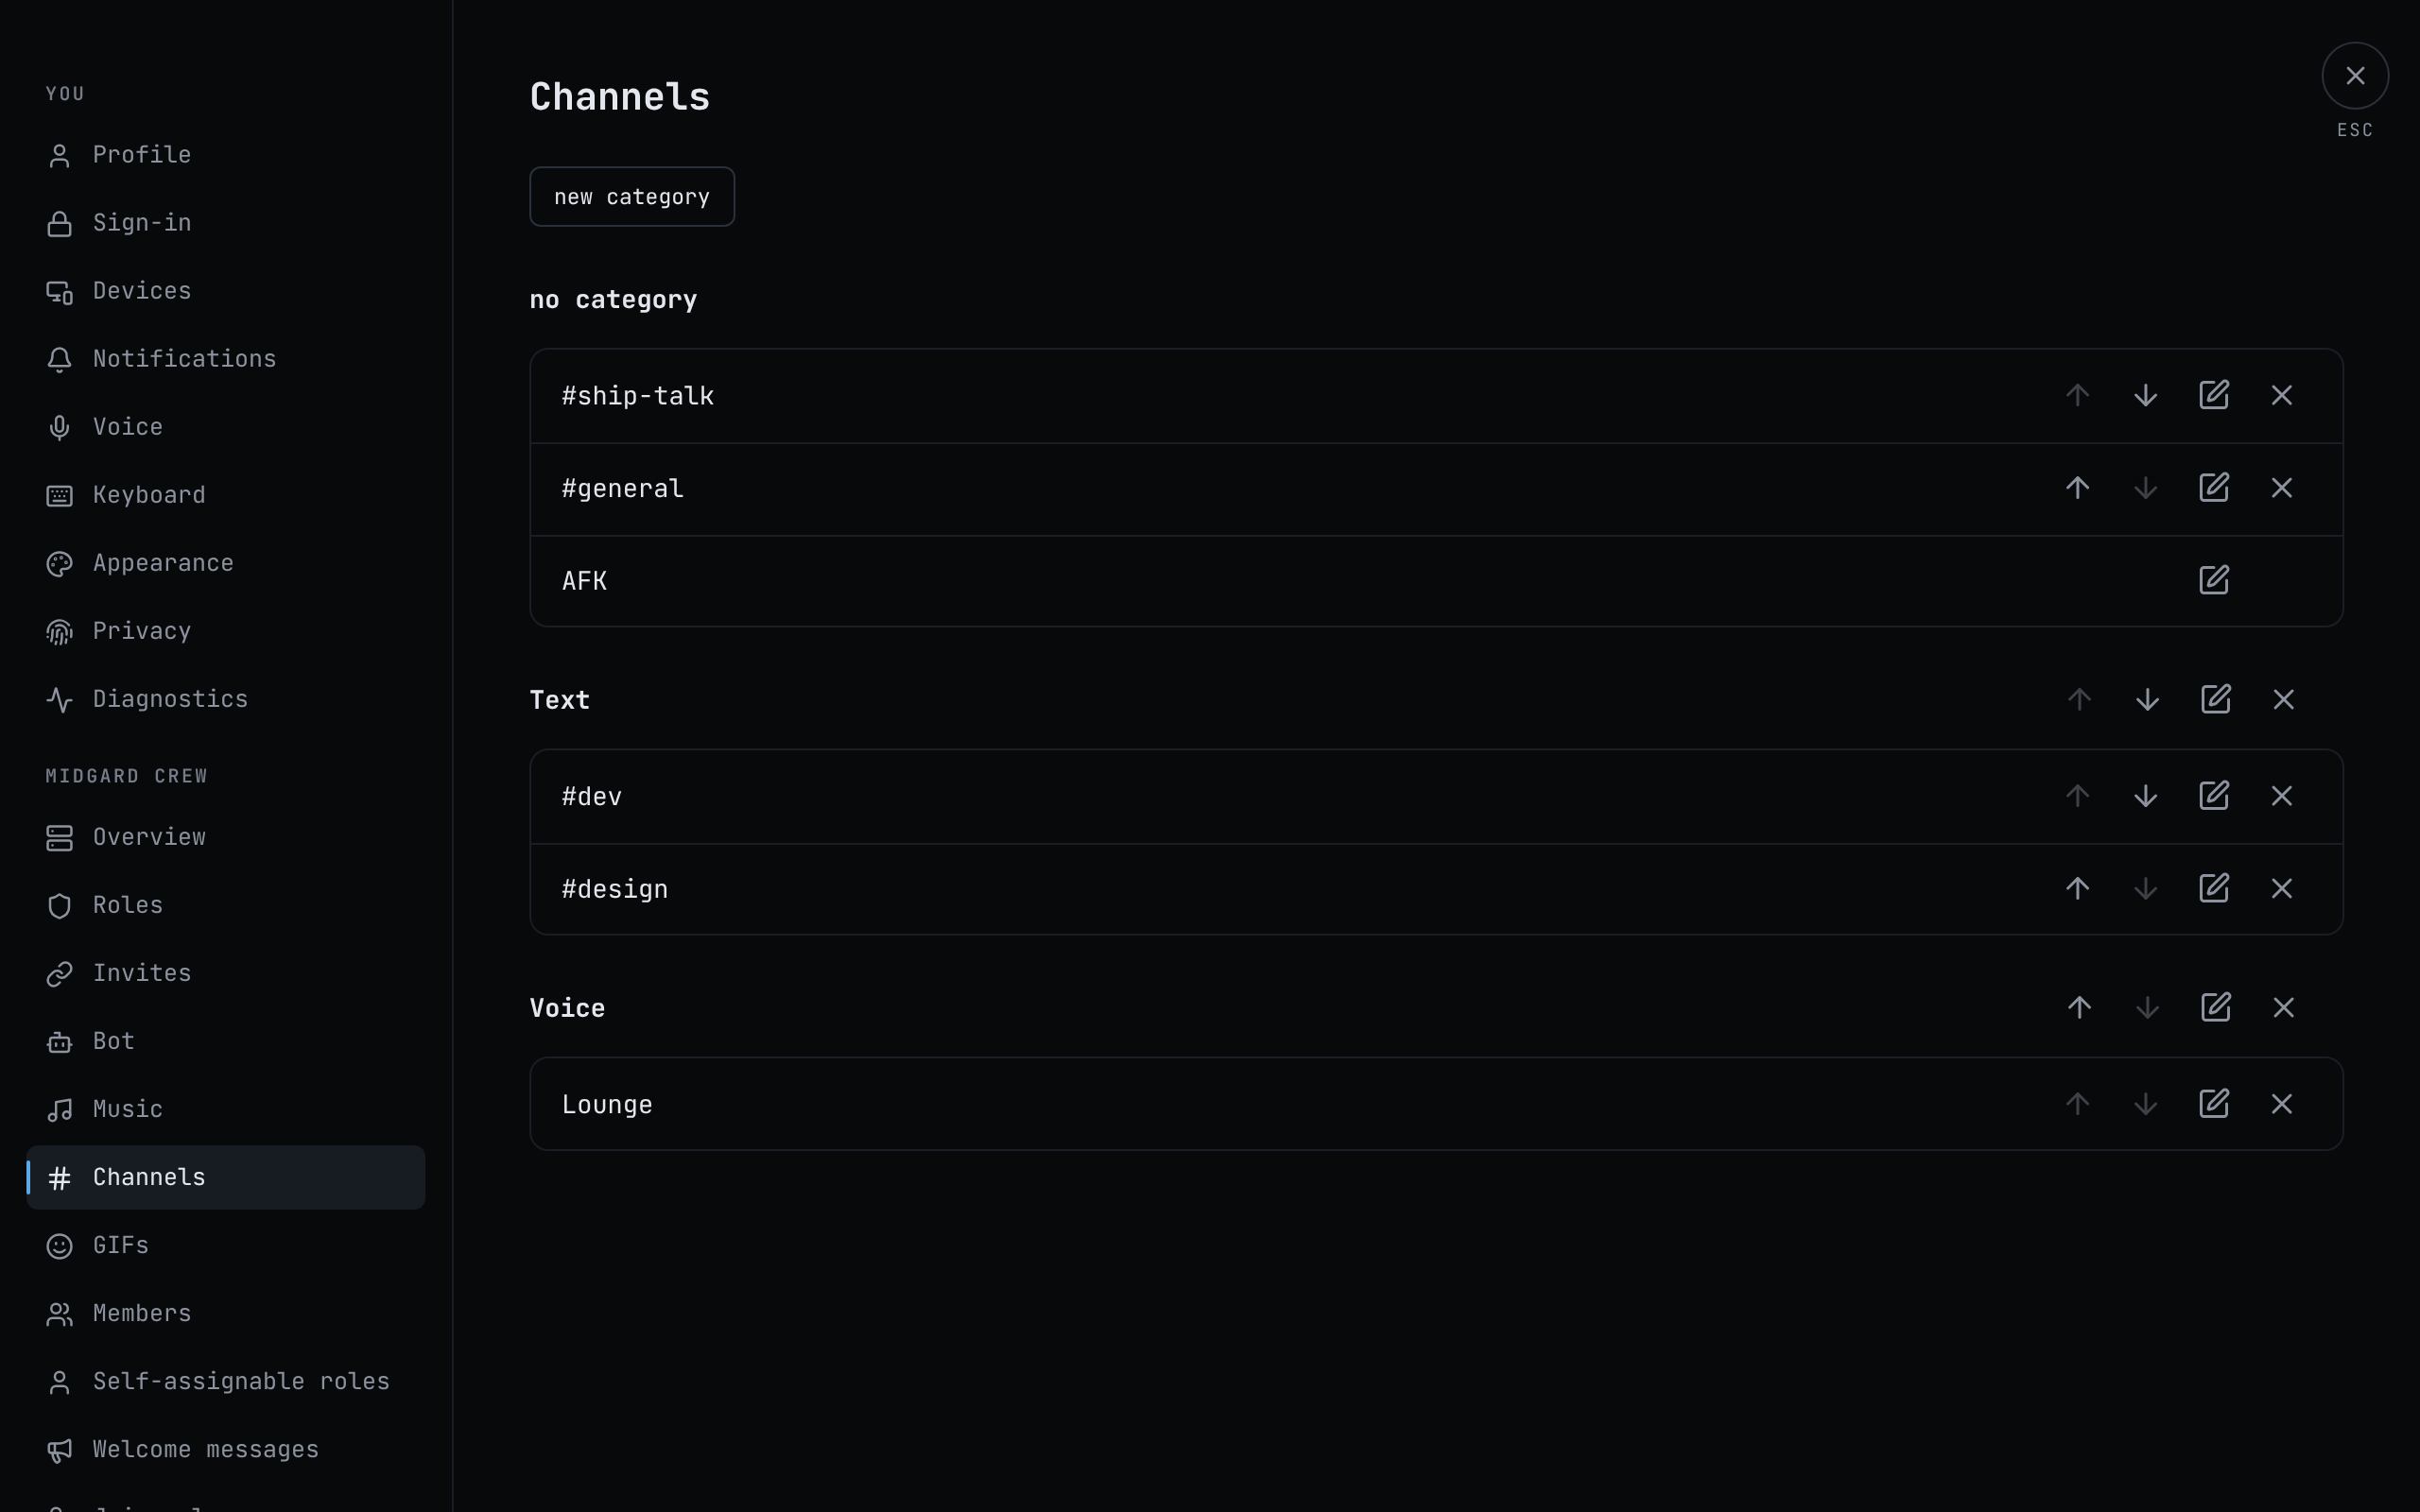 YOU
Profile
Sign-in
Devices
Notifications
Voice
Keyboard
Appearance
Privacy
Diagnostics
MIDGARD CREW
Overview
Roles
Invites
Bot
Music
Channels
GIFs
Members
Self-assignable roles
Welcome messages
Channels
ESC
new category
no category
#ship-talk
#general
AFK
Text
#dev
#design
Voice
Lounge